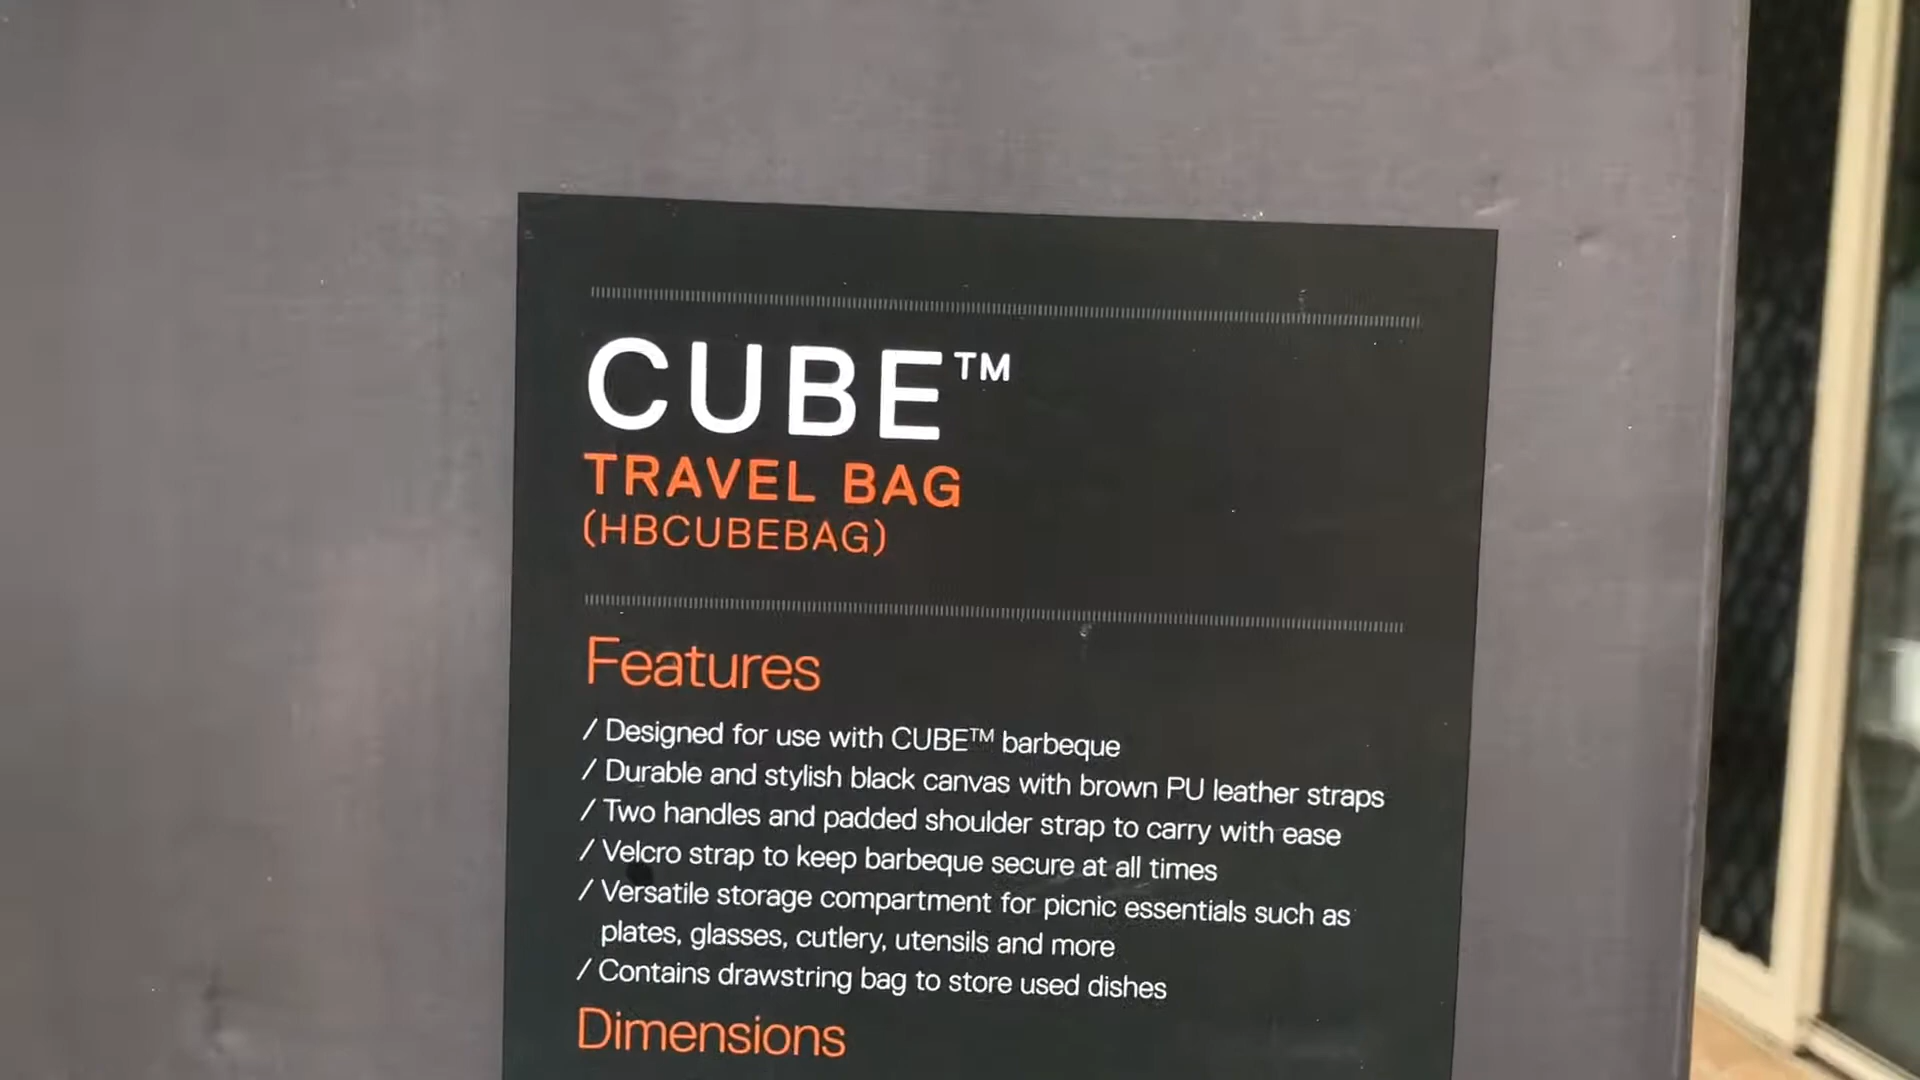 CUBE™
TRAVEL BAG
(HBCUBEBAG)
Features
/ Designed for use with CUBE™ barbeque
/ Durable and stylish black canvas with brown PU leather straps
/ Two handles and padded shoulder strap to carry with ease
/ Velcro strap to keep barbeque secure at all times
/ Versatile storage compartment for picnic essentials such as
plates, glasses, cutlery, utensils and more
/ Contains drawstring bag to store used dishes
Dimensions